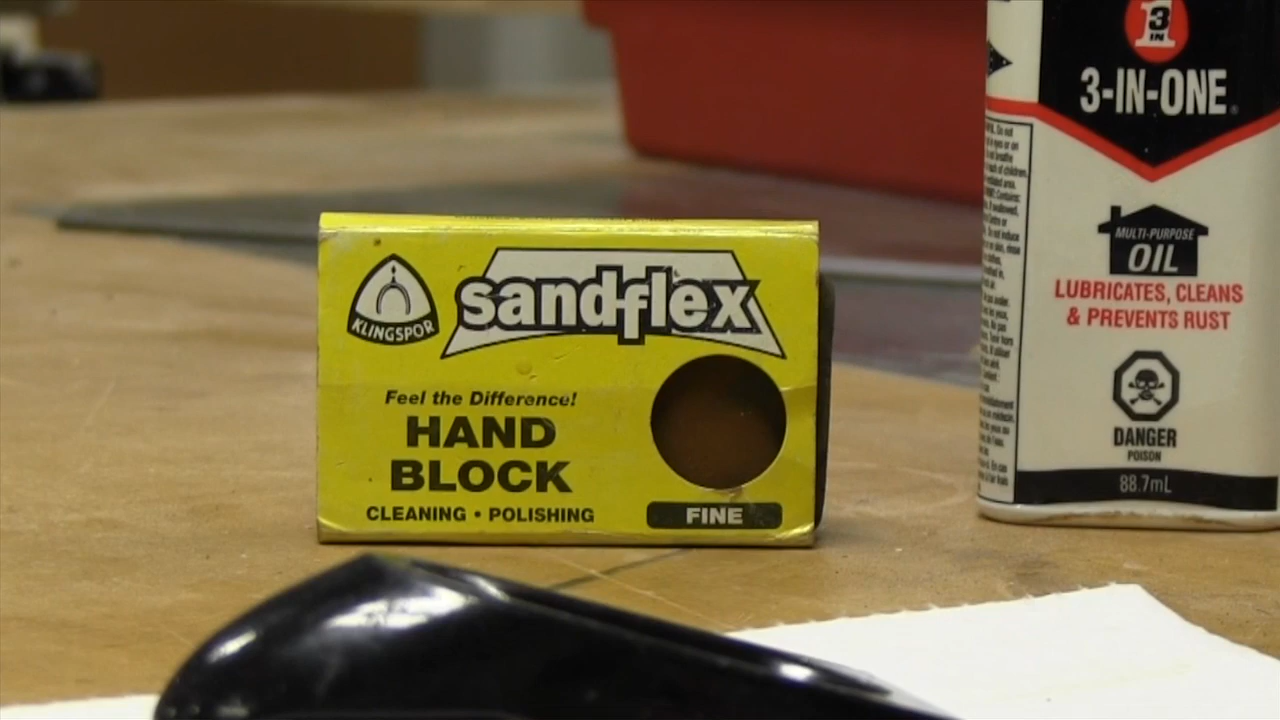 KLINGSPOR
sandflex
Feel the Difference!
HAND
BLOCK
CLEANING • POLISHING
FINE
3
IN
1
3-IN-ONE
MULTI-PURPOSE
OIL
LUBRICATES, CLEANS
& PREVENTS RUST
DANGER
POISON
88.7mL